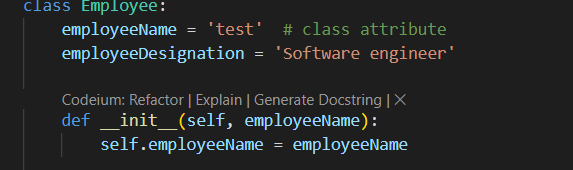 class Employee:
employeeName = 'test'  # class attribute
employeeDesignation = 'Software engineer'
Codeium: Refactor | Explain | Generate Docstring | ×
def __init__(self, employeeName):
self.employeeName = employeeName